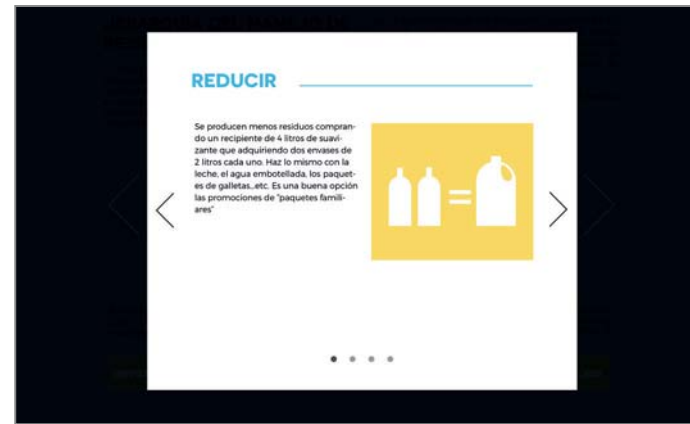 REDUCIR
Se producen menos residuos compran-
do un recipiente de 4 litros de suavi-
zante que adquiriendo dos envases de
2 litros cada uno. Haz lo mismo con la
leche, el agua embotellada, los paquet-
es de galletas...etc. Es una buena opción
las promociones de "paquetes famili-
ares"